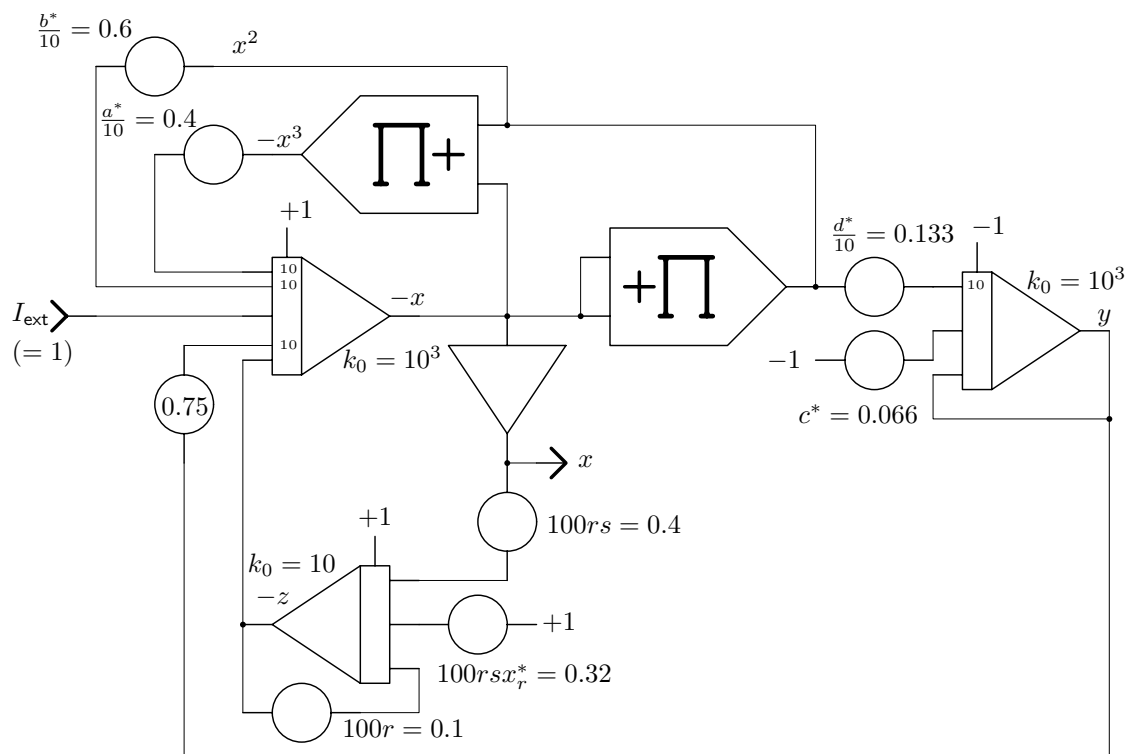 b*/10 = 0.6
x²
a*/10 = 0.4
−x³
∏+
+1
10
10
10
I_ext
(= 1)
−x
k₀ = 10³
0.75
+∏
d*/10 = 0.133
−1
10
k₀ = 10³
y
−1
c* = 0.066
x
100rs = 0.4
+1
k₀ = 10
−z
+1
100rsx*ᵣ = 0.32
100r = 0.1